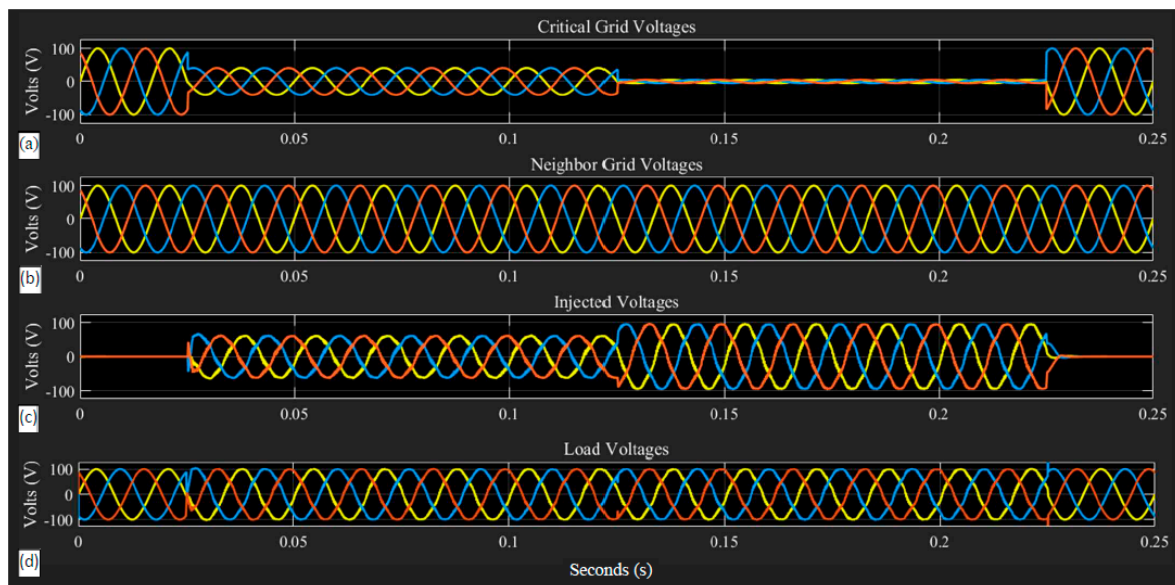 Critical Grid Voltages
Volts (V)
100
0
-100
(a)
0 0.05 0.1 0.15 0.2 0.25
Neighbor Grid Voltages
Volts (V)
100
0
-100
(b)
0 0.05 0.1 0.15 0.2 0.25
Injected Voltages
Volts (V)
100
0
-100
(c)
0 0.05 0.1 0.15 0.2 0.25
Load Voltages
Volts (V)
100
0
-100
(d)
0 0.05 0.1 0.15 0.2 0.25
Seconds (s)